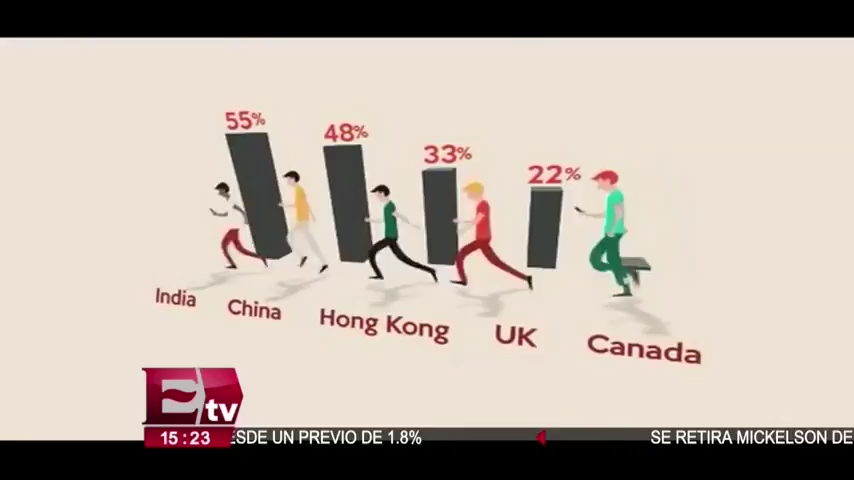 55%
48%
33%
22%
India
China
Hong Kong
UK
Canada
Etv
15:23
ESDE UN PREVIO DE 1.8%
SE RETIRA MICKELSON DE